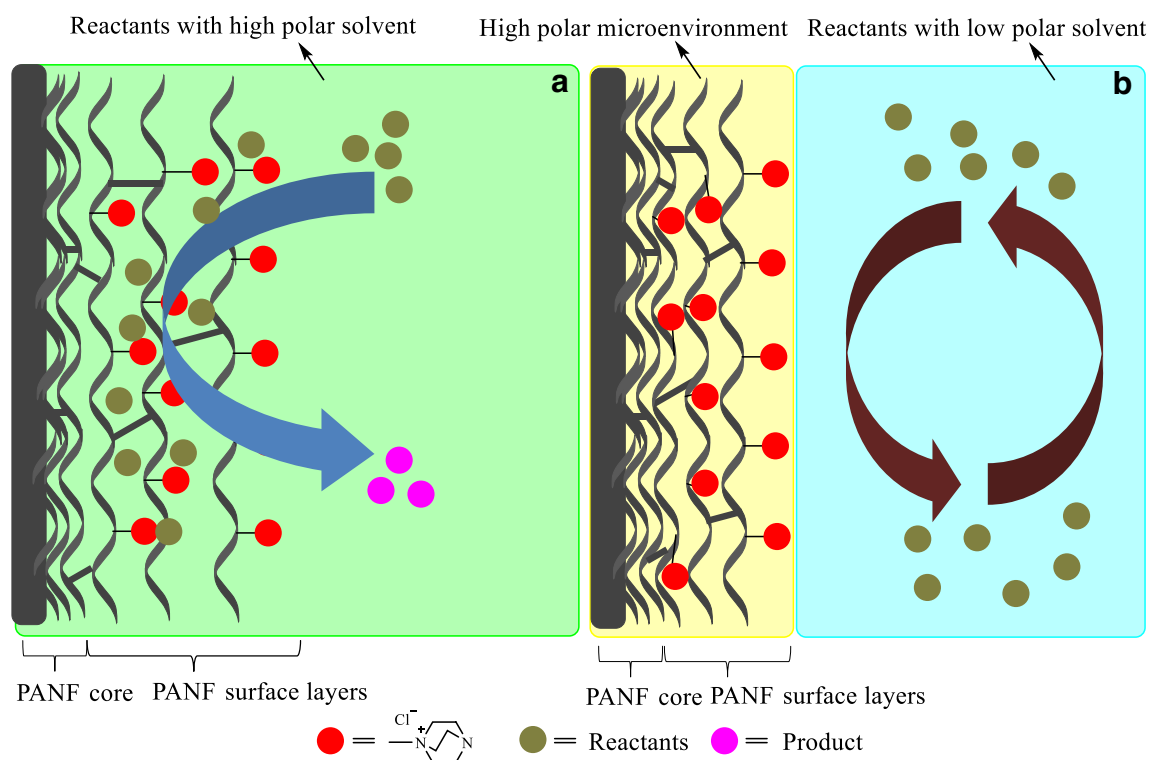 Reactants with high polar solvent
High polar microenvironment
Reactants with low polar solvent
a
b
PANF core
PANF surface layers
PANF core
PANF surface layers
Cl−
+
N
N
= Reactants
= Product